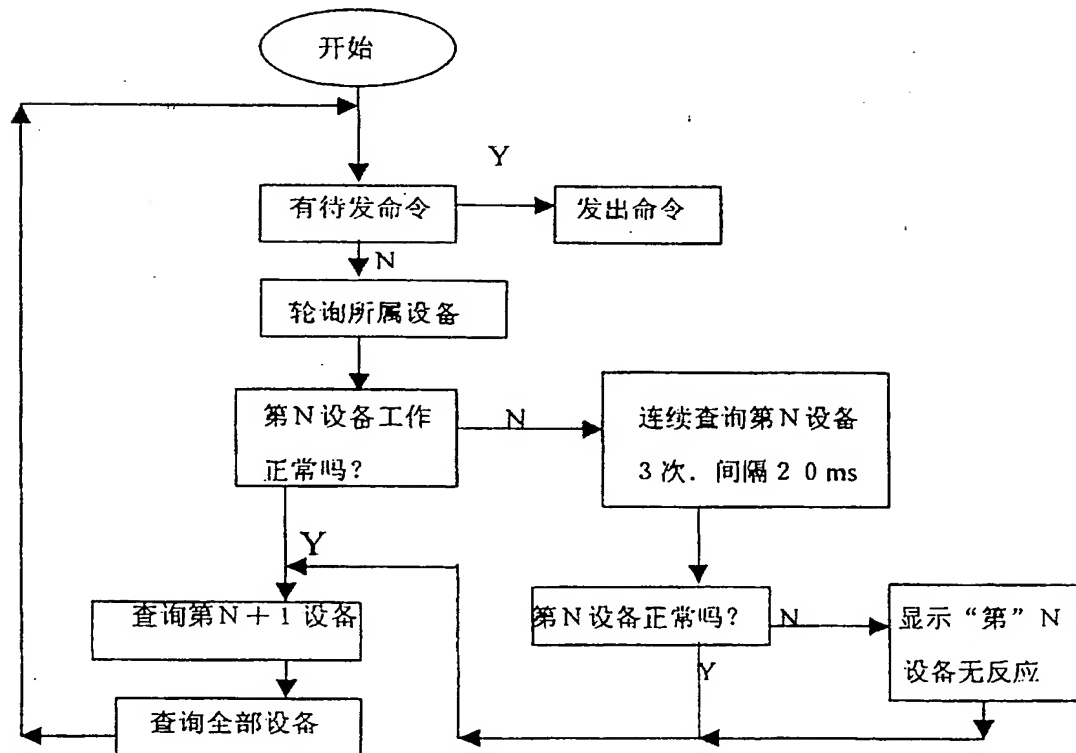 开始
Y
有待发命令
发出命令
N
轮询所属设备
第N设备工作
正常吗?
N
连续查询第N设备
3次. 间隔20ms
Y
查询第N+1设备
第N设备正常吗?
N
显示“第”N
设备无反应
Y
查询全部设备